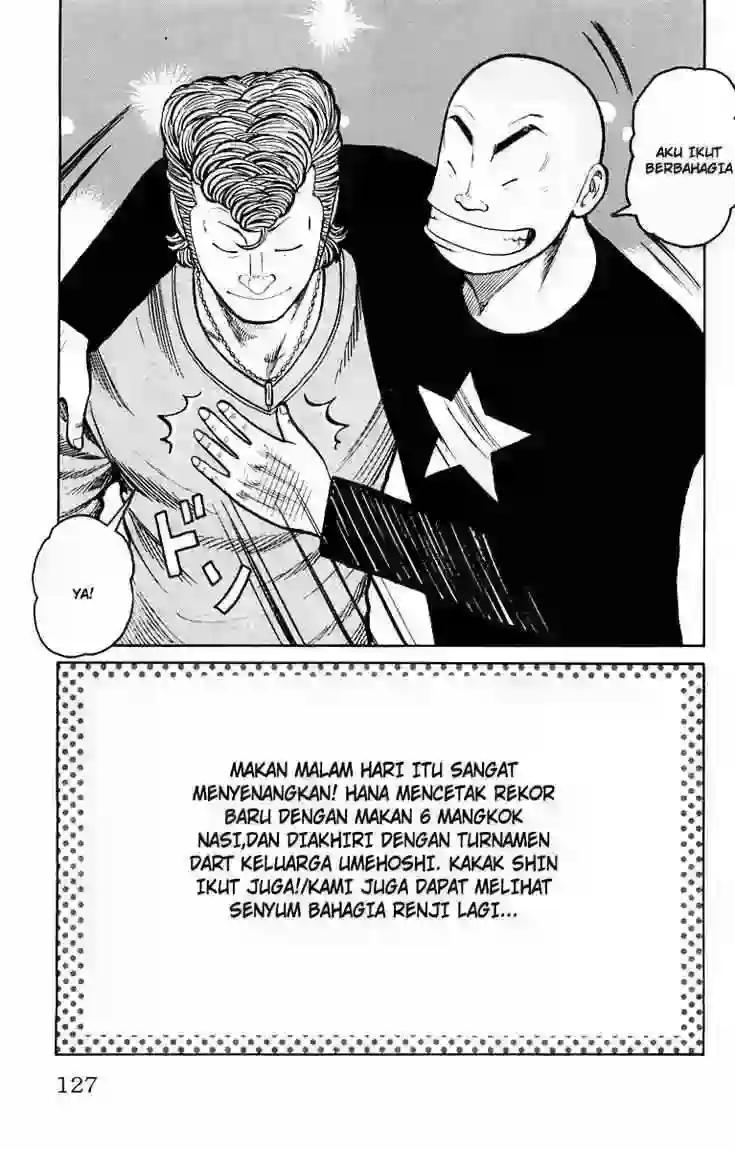 AKU IKUT
BERBAHAGIA
ドン
YA!
MAKAN MALAM HARI ITU SANGAT
MENYENANGKAN! HANA MENCETAK REKOR
BARU DENGAN MAKAN 6 MANGKOK
NASI,DAN DIAKHIRI DENGAN TURNAMEN
DART KELUARGA UMEHOSHI. KAKAK SHIN
IKUT JUGA!/KAMI JUGA DAPAT MELIHAT
SENYUM BAHAGIA RENJI LAGI...
127